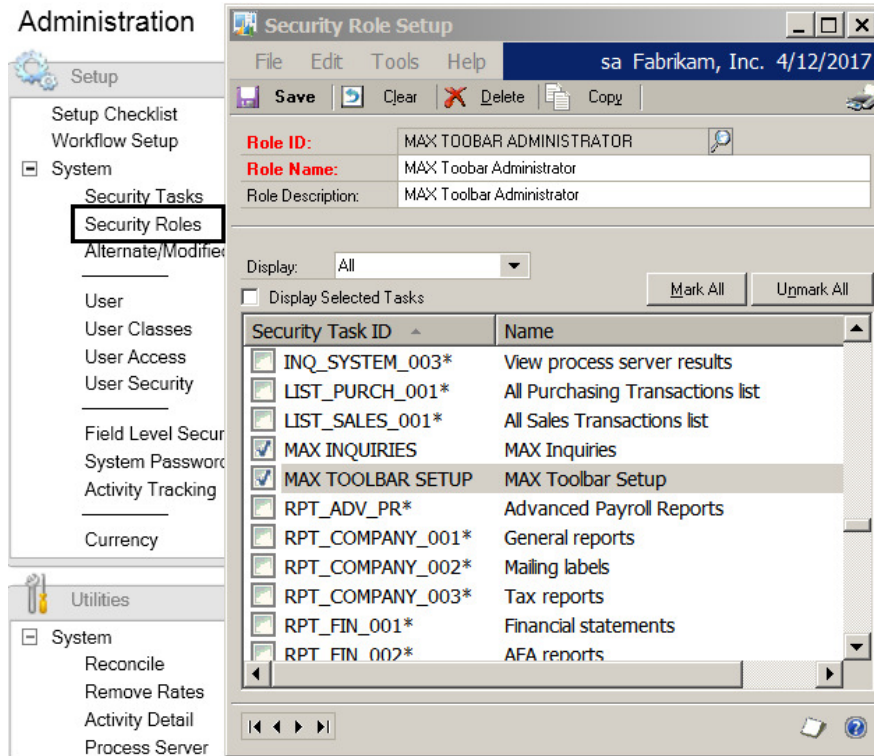 Administration
Setup
Setup Checklist
Workflow Setup
System
Security Tasks
Security Roles
Alternate/Modified
User
User Classes
User Access
User Security
Field Level Secur
System Password
Activity Tracking
Currency
Utilities
System
Reconcile
Remove Rates
Activity Detail
Process Server
Security Role Setup
File Edit Tools Help sa Fabrikam, Inc. 4/12/2017
Save Clear Delete Copy
Role ID: MAX TOOBAR ADMINISTRATOR
Role Name: MAX Toobar Administrator
Role Description: MAX Toolbar Administrator
Display: All
Display Selected Tasks Mark All Unmark All
Security Task ID Name
INQ_SYSTEM_003* View process server results
LIST_PURCH_001* All Purchasing Transactions list
LIST_SALES_001* All Sales Transactions list
MAX INQUIRIES MAX Inquiries
MAX TOOLBAR SETUP MAX Toolbar Setup
RPT_ADV_PR* Advanced Payroll Reports
RPT_COMPANY_001* General reports
RPT_COMPANY_002* Mailing labels
RPT_COMPANY_003* Tax reports
RPT_FIN_001* Financial statements
RPT_FIN_002* AFA reports